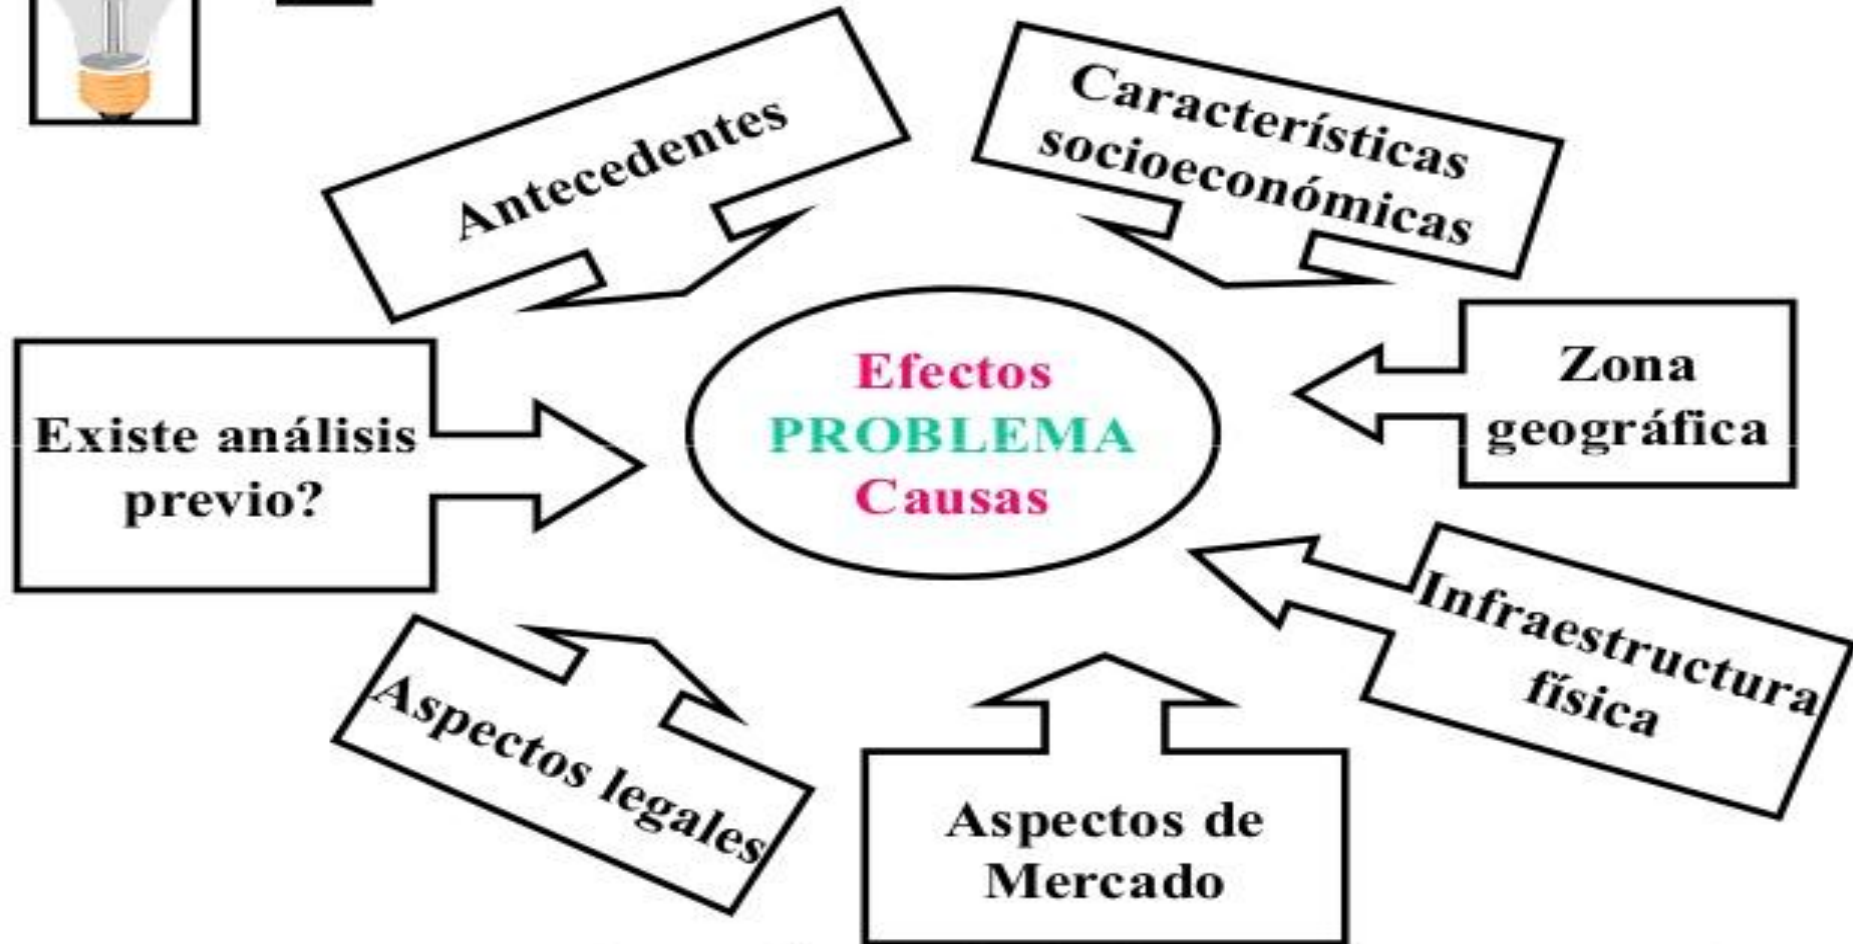 Antecedentes
Características
socioeconómicas
Existe análisis
previo?
Efectos
PROBLEMA
Causas
Zona
geográfica
Infraestructura
física
Aspectos legales
Aspectos de
Mercado